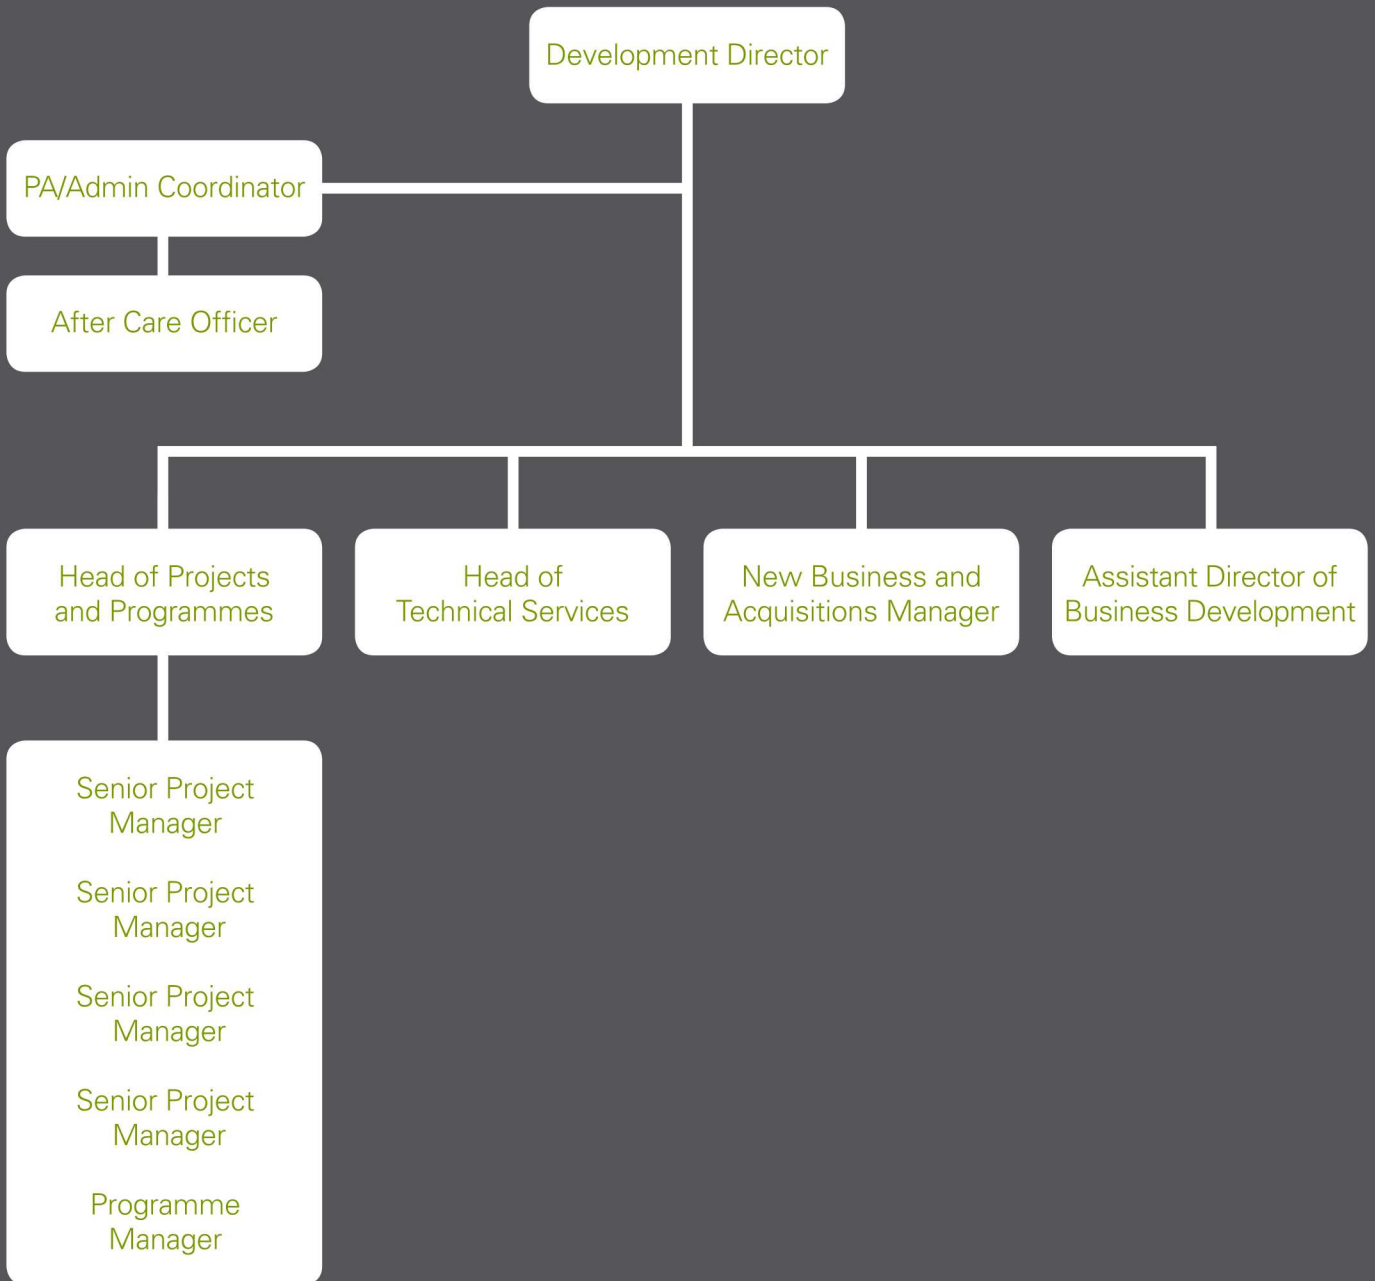 Development Director
PA/Admin Coordinator
After Care Officer
Head of Projects
and Programmes
Head of
Technical Services
New Business and
Acquisitions Manager
Assistant Director of
Business Development
Senior Project
Manager
Senior Project
Manager
Senior Project
Manager
Senior Project
Manager
Programme
Manager